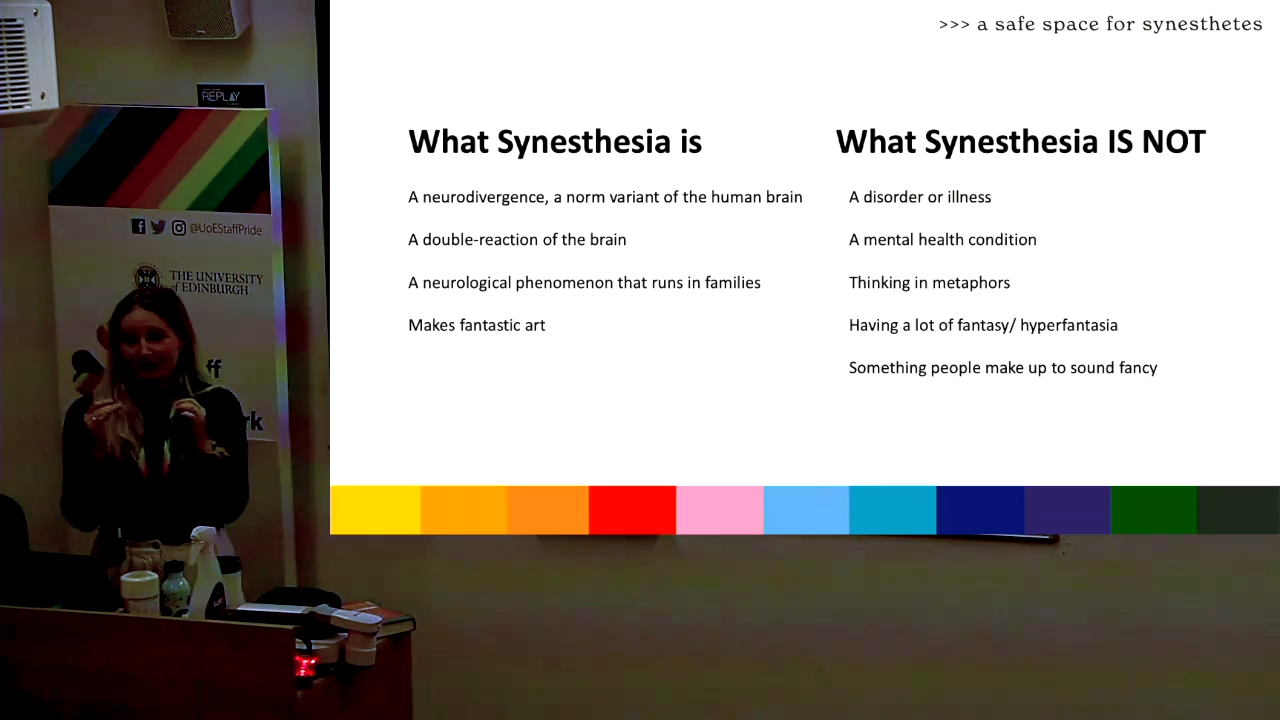 >>> a safe space for synesthetes
What Synesthesia is
A neurodivergence, a norm variant of the human brain
A double-reaction of the brain
A neurological phenomenon that runs in families
Makes fantastic art
What Synesthesia IS NOT
A disorder or illness
A mental health condition
Thinking in metaphors
Having a lot of fantasy/ hyperfantasia
Something people make up to sound fancy
REPLAY
@UoEStaffPride
THE UNIVERSITY
of EDINBURGH
ff
rk